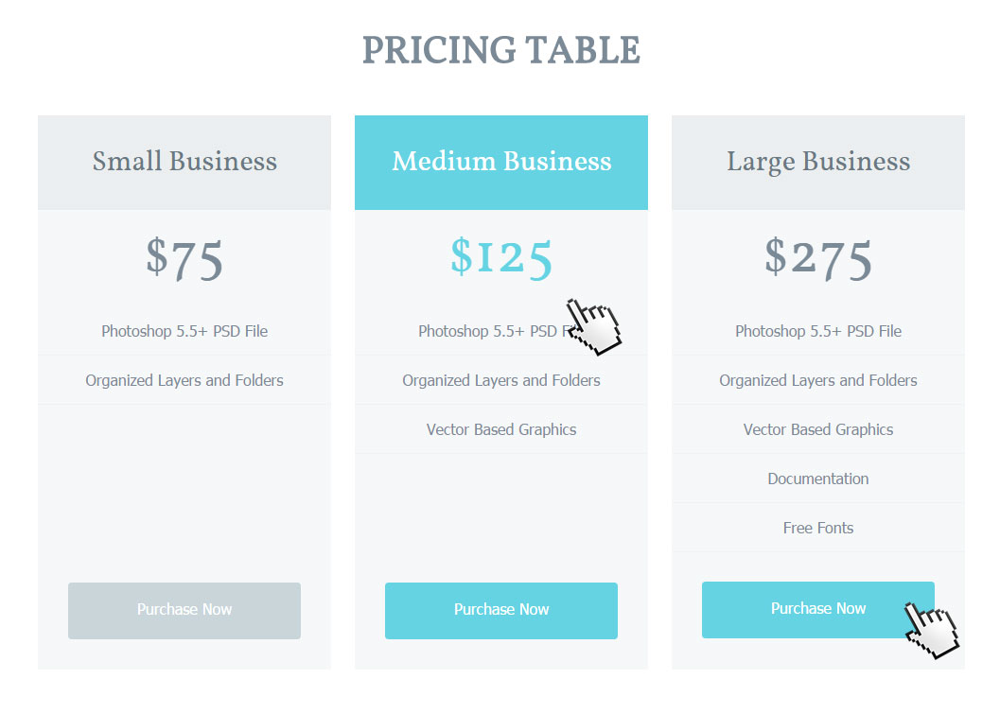 PRICING TABLE
Small Business
$75
Photoshop 5.5+ PSD File
Organized Layers and Folders
Purchase Now
Medium Business
$125
Photoshop 5.5+ PSD Fi
Organized Layers and Folders
Vector Based Graphics
Purchase Now
Large Business
$275
Photoshop 5.5+ PSD File
Organized Layers and Folders
Vector Based Graphics
Documentation
Free Fonts
Purchase Now